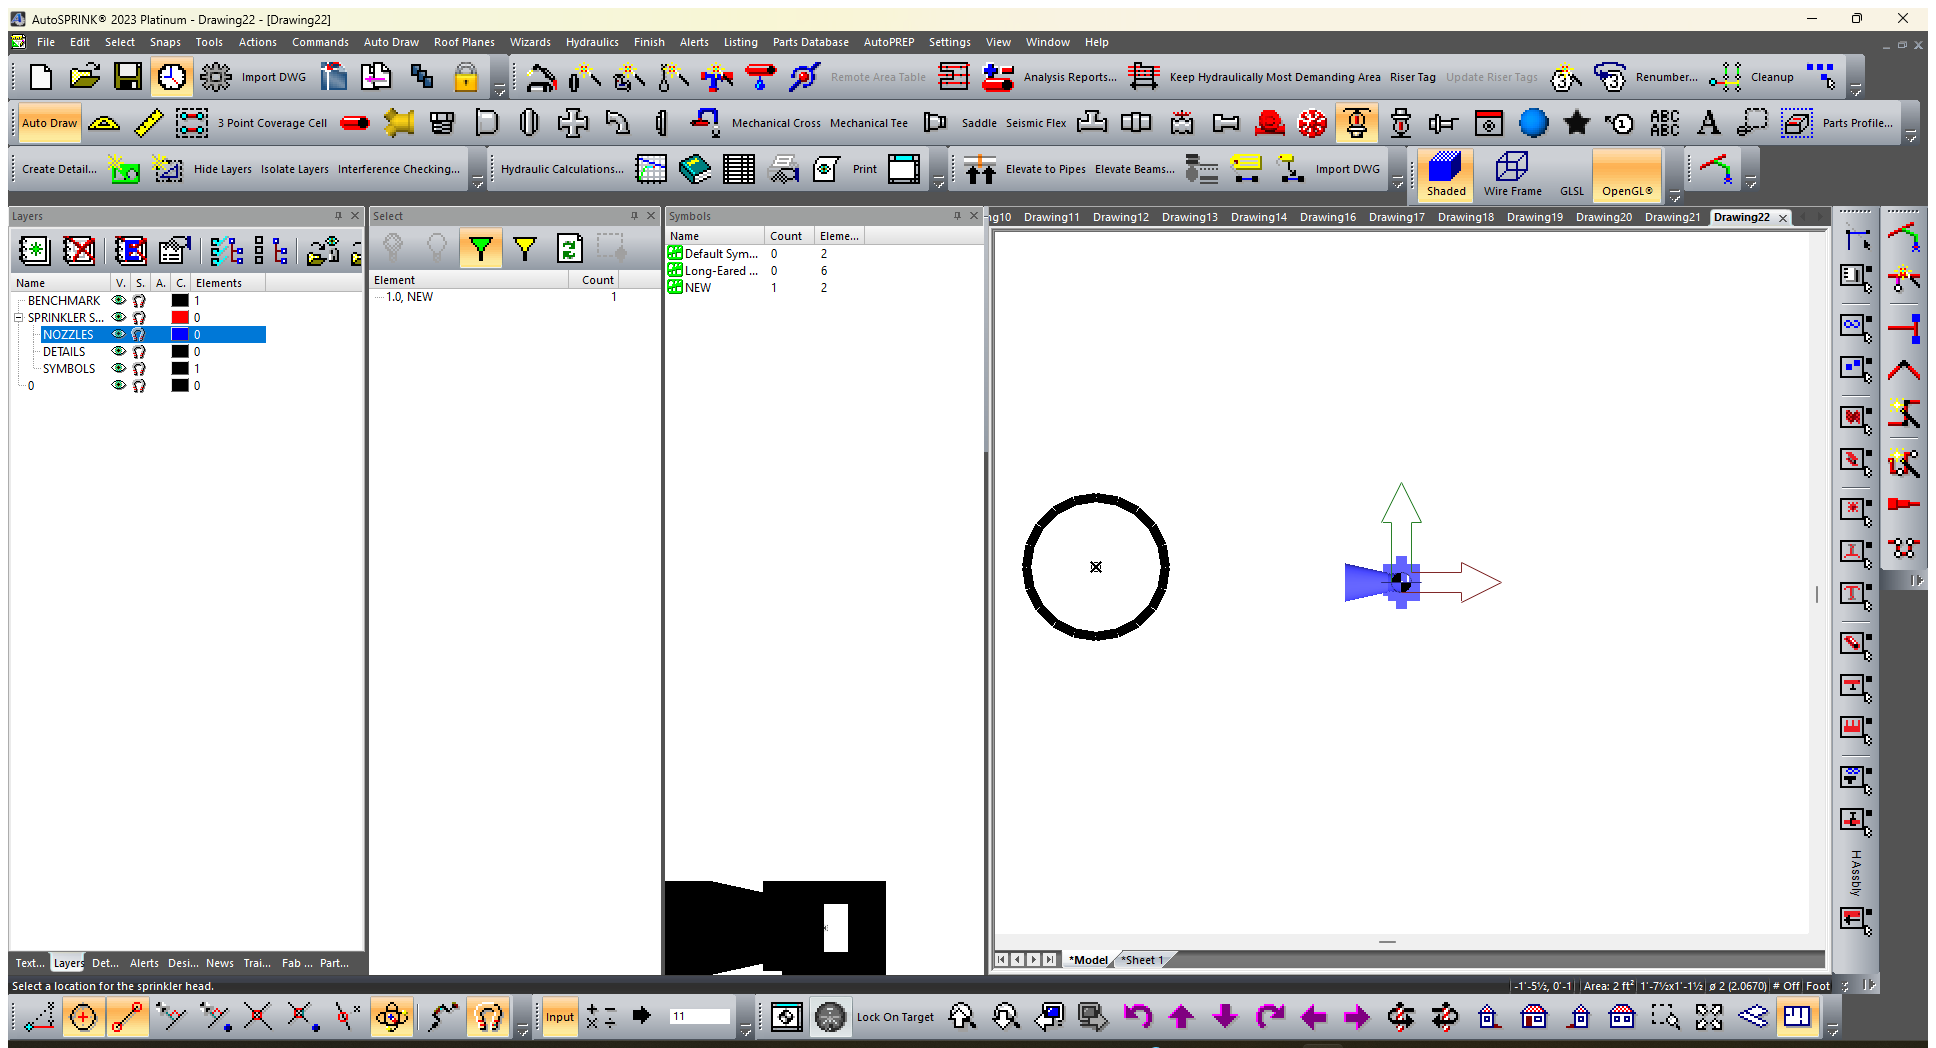 AutoSPRINK® 2023 Platinum - Drawing22 - [Drawing22]
File Edit Select Snaps Tools Actions Commands Auto Draw Roof Planes Wizards Hydraulics Finish Alerts Listing Parts Database AutoPREP Settings View Window Help
Import DWG Remote Area Table Analysis Reports... Keep Hydraulically Most Demanding Area Riser Tag Update Riser Tags Renumber... Cleanup
Auto Draw 3 Point Coverage Cell Mechanical Cross Mechanical Tee Saddle Seismic Flex ABC ABC A Parts Profile...
Create Detail... Hide Layers Isolate Layers Interference Checking... Hydraulic Calculations... Print Elevate to Pipes Elevate Beams... Import DWG Shaded Wire Frame GLSL OpenGL®
Layers Select Symbols ng10 Drawing11 Drawing12 Drawing13 Drawing14 Drawing16 Drawing17 Drawing18 Drawing19 Drawing20 Drawing21 Drawing22
Name V. S. A. C. Elements
BENCHMARK 1
SPRINKLER S... 0
NOZZLES 0
DETAILS 0
SYMBOLS 1
0 0
Element Count
1.0, NEW 1
Name Count Eleme...
Default Sym... 0 2
Long-Eared ... 0 6
NEW 1 2
H Assbly
*Model *Sheet 1
Text... Layers Det... Alerts Desi... News Trai... Fab ... Part...
Select a location for the sprinkler head. -1'-5½, 0'-1 Area: 2 ft² 1'-7½x1'-1½ ø 2 (2.0670) # Off Foot
Input 11 Lock On Target